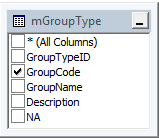 mGroupType
* (All Columns)
GroupTypeID
GroupCode
GroupName
Description
NA